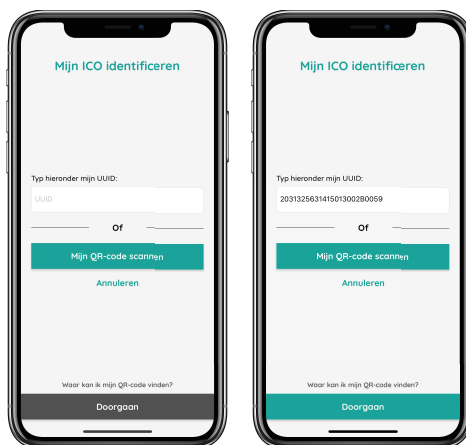 Mijn ICO identificeren
Typ hieronder mijn UUID:
UUID
Of
Mijn QR-code scannen
Annuleren
Waar kan ik mijn QR-code vinden?
Doorgaan
Mijn ICO identificeren
Typ hieronder mijn UUID:
2031325631415013002B0059
Of
Mijn QR-code scannen
Annuleren
Waar kan ik mijn QR-code vinden?
Doorgaan